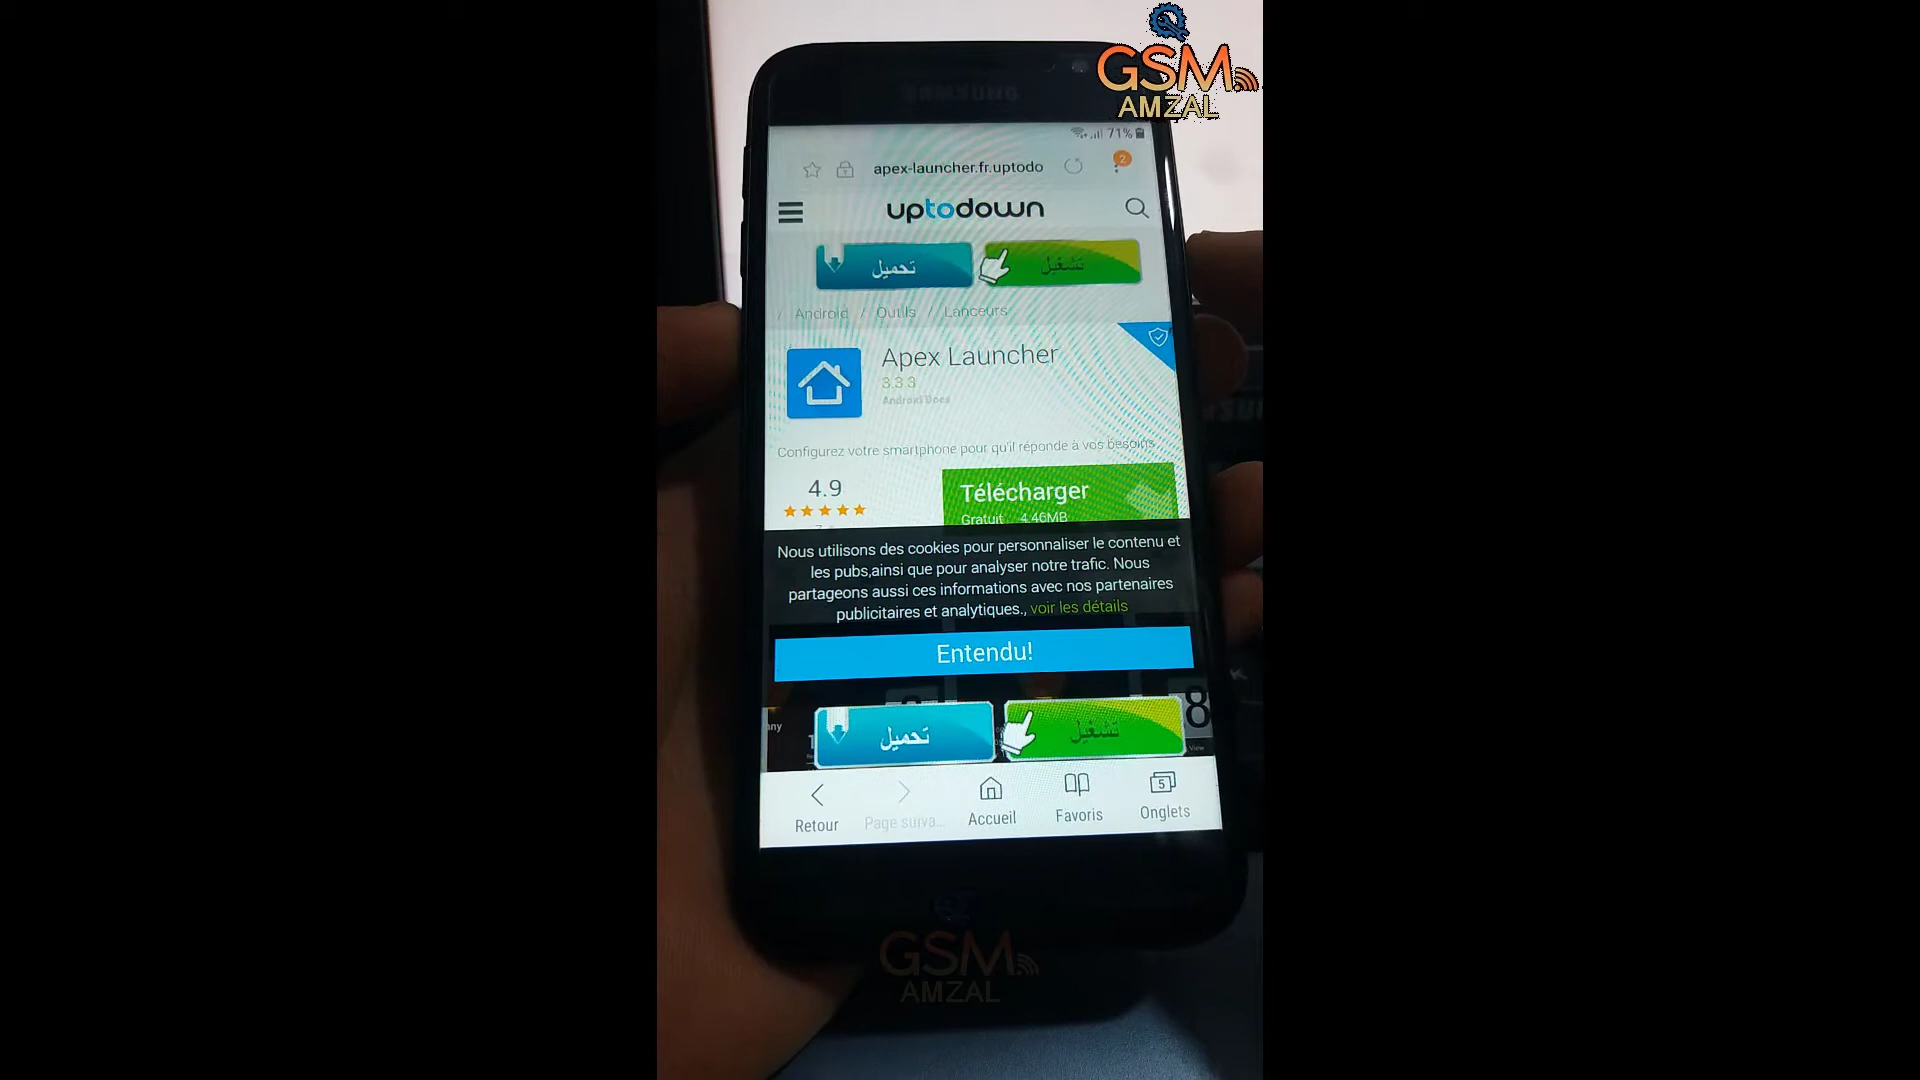 GSM
AMZAL
SAMSUNG
71%
apex-launcher.fr.uptodo
2
uptodown
تحميل
تشغيل
/ Android / Outils / Lanceurs
Apex Launcher
3.3.3
Android Does
Configurez votre smartphone pour qu'il réponde à vos besoins
4.9
Télécharger
Gratuit 4.46MB
Nous utilisons des cookies pour personnaliser le contenu et
les pubs,ainsi que pour analyser notre trafic. Nous
partageons aussi ces informations avec nos partenaires
publicitaires et analytiques., voir les détails
Entendu!
تحميل
تشغيل
8
View
5
Retour
Page suiva...
Accueil
Favoris
Onglets
GSM
AMZAL